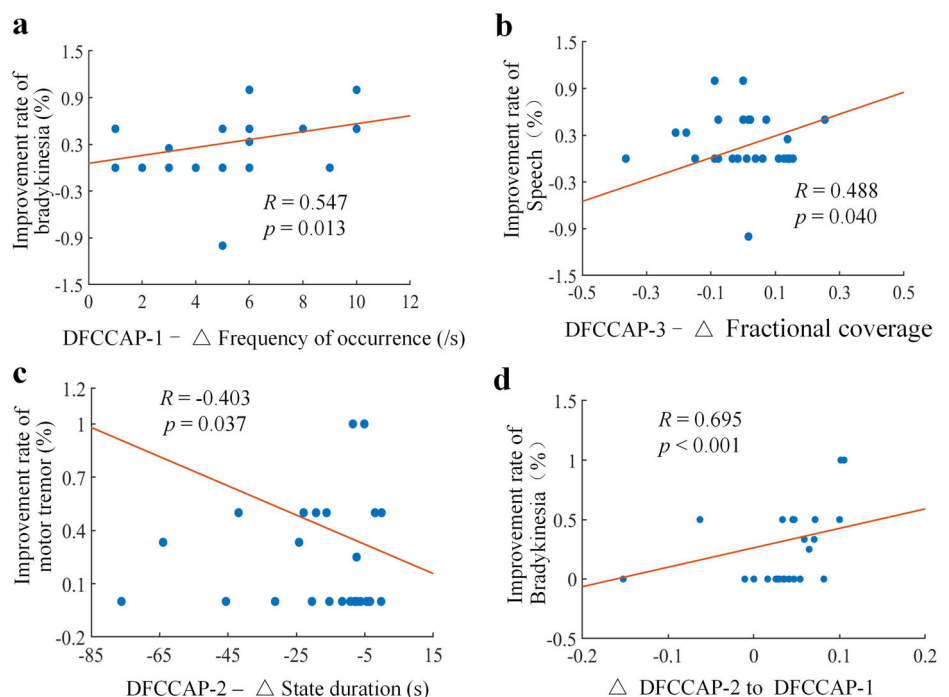 a
Improvement rate of
bradykinesia (%)
1.5
0.9
0.3
-0.3
-0.9
-1.5
R = 0.547
p = 0.013
0 2 4 6 8 10 12
DFCCAP-1 − △ Frequency of occurrence (/s)
b
Improvement rate of
Speech（%）
1.5
0.9
0.3
-0.3
-0.9
-1.5
R = 0.488
p = 0.040
-0.5 -0.3 -0.1 0.1 0.3 0.5
DFCCAP-3 − △ Fractional coverage
c
Improvement rate of
motor tremor (%)
1.2
1
0.7
0.4
0.1
-0.2
R = -0.403
p = 0.037
-85 -65 -45 -25 -5 15
DFCCAP-2 − △ State duration (s)
d
Improvement rate of
Bradykinesia（%）
1.5
1
0.5
0
-0.5
R = 0.695
p < 0.001
-0.2 -0.1 0 0.1 0.2
△ DFCCAP-2 to DFCCAP-1